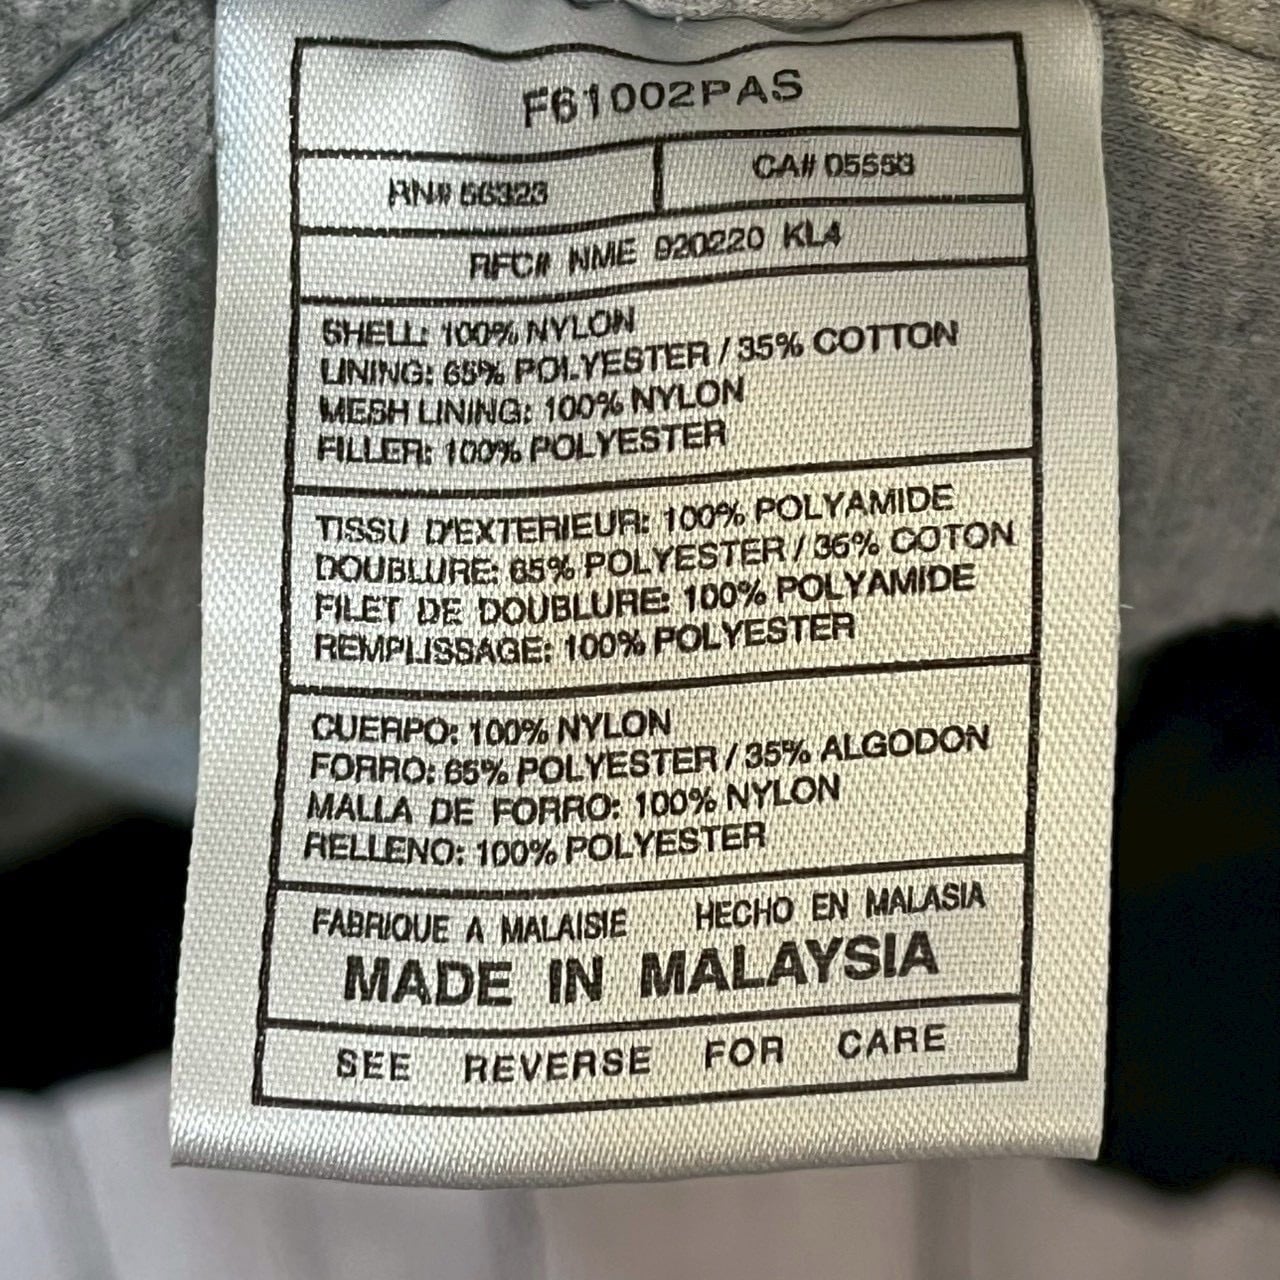 F61002PAS
RN# 56323 CA# 05553
RFC# NME 920220 KL4
SHELL: 100% NYLON
LINING: 65% POLYESTER / 35% COTTON
MESH LINING: 100% NYLON
FILLER: 100% POLYESTER
TISSU D'EXTERIEUR: 100% POLYAMIDE
DOUBLURE: 65% POLYESTER / 35% COTON
FILET DE DOUBLURE: 100% POLYAMIDE
REMPLISSAGE: 100% POLYESTER
CUERPO: 100% NYLON
FORRO: 65% POLYESTER / 35% ALGODON
MALLA DE FORRO: 100% NYLON
RELLENO: 100% POLYESTER
FABRIQUE A MALAISIE HECHO EN MALASIA
MADE IN MALAYSIA
SEE REVERSE FOR CARE